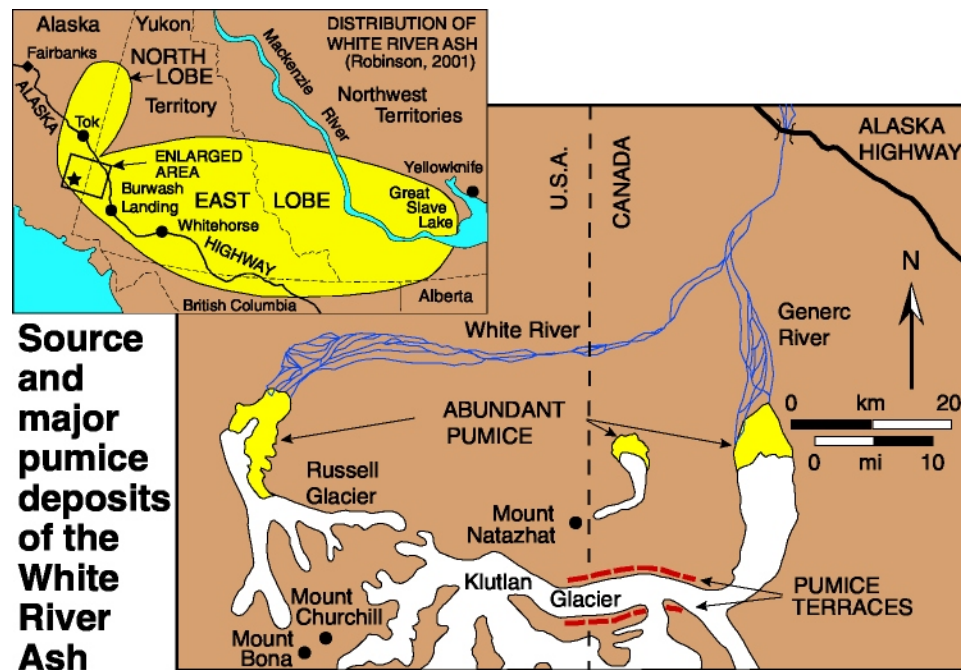 Alaska
Yukon
DISTRIBUTION OF
WHITE RIVER ASH
(Robinson, 2001)
Fairbanks
NORTH
LOBE
Territory
Mackenzie
River
Northwest
Territories
ALASKA
Tok
ENLARGED
AREA
Burwash
Landing
EAST LOBE
Yellowknife
Great
Slave
Lake
Whitehorse
HIGHWAY
British Columbia
Alberta
Source
and
major
pumice
deposits
of the
White
River
Ash
U.S.A.
CANADA
ALASKA
HIGHWAY
N
White River
Generc
River
0 km 20
0 mi 10
ABUNDANT
PUMICE
Russell
Glacier
Mount
Natazhat
Klutlan
Glacier
PUMICE
TERRACES
Mount
Churchill
Mount
Bona